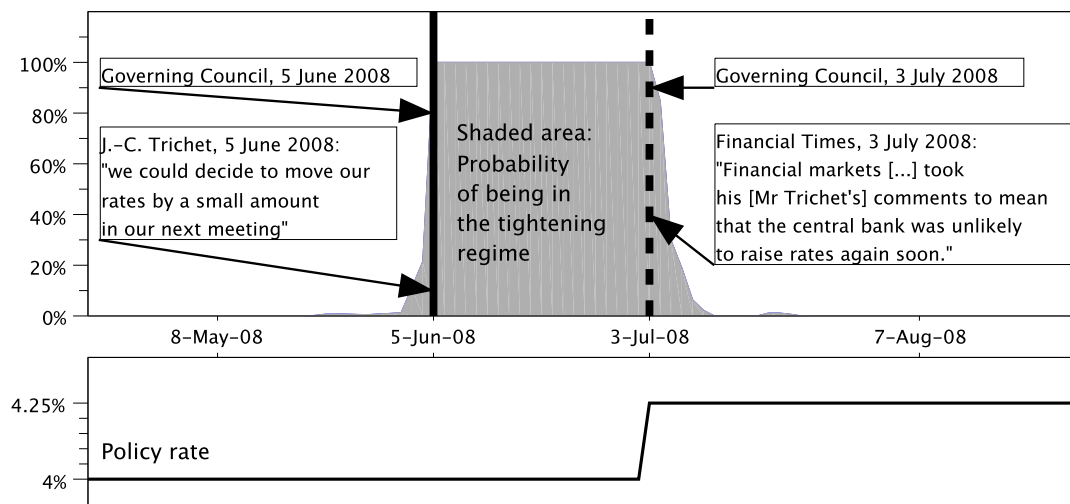 100%
80%
60%
40%
20%
0%
Governing Council, 5 June 2008
J.-C. Trichet, 5 June 2008:
"we could decide to move our
rates by a small amount
in our next meeting"
Shaded area:
Probability
of being in
the tightening
regime
Governing Council, 3 July 2008
Financial Times, 3 July 2008:
"Financial markets [...] took
his [Mr Trichet's] comments to mean
that the central bank was unlikely
to raise rates again soon."
8-May-08 5-Jun-08 3-Jul-08 7-Aug-08
4.25%
Policy rate
4%